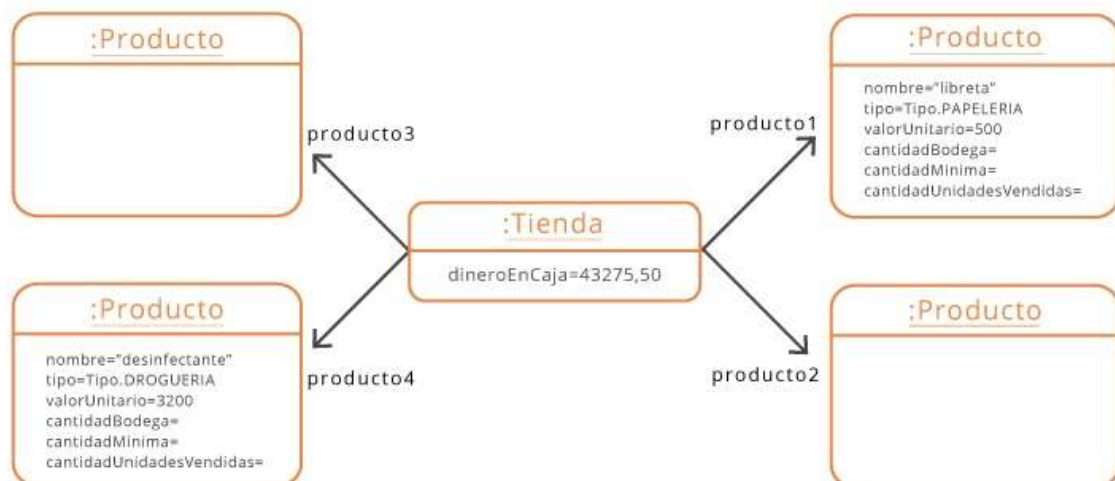 :Producto
producto3
:Producto
nombre="libreta"
tipo=Tipo.PAPELERIA
valorUnitario=500
cantidadBodega=
cantidadMinima=
cantidadUnidadesVendidas=
producto1
:Tienda
dineroEnCaja=43275,50
:Producto
nombre="desinfectante"
tipo=Tipo.DROGUERIA
valorUnitario=3200
cantidadBodega=
cantidadMinima=
cantidadUnidadesVendidas=
producto4
:Producto
producto2